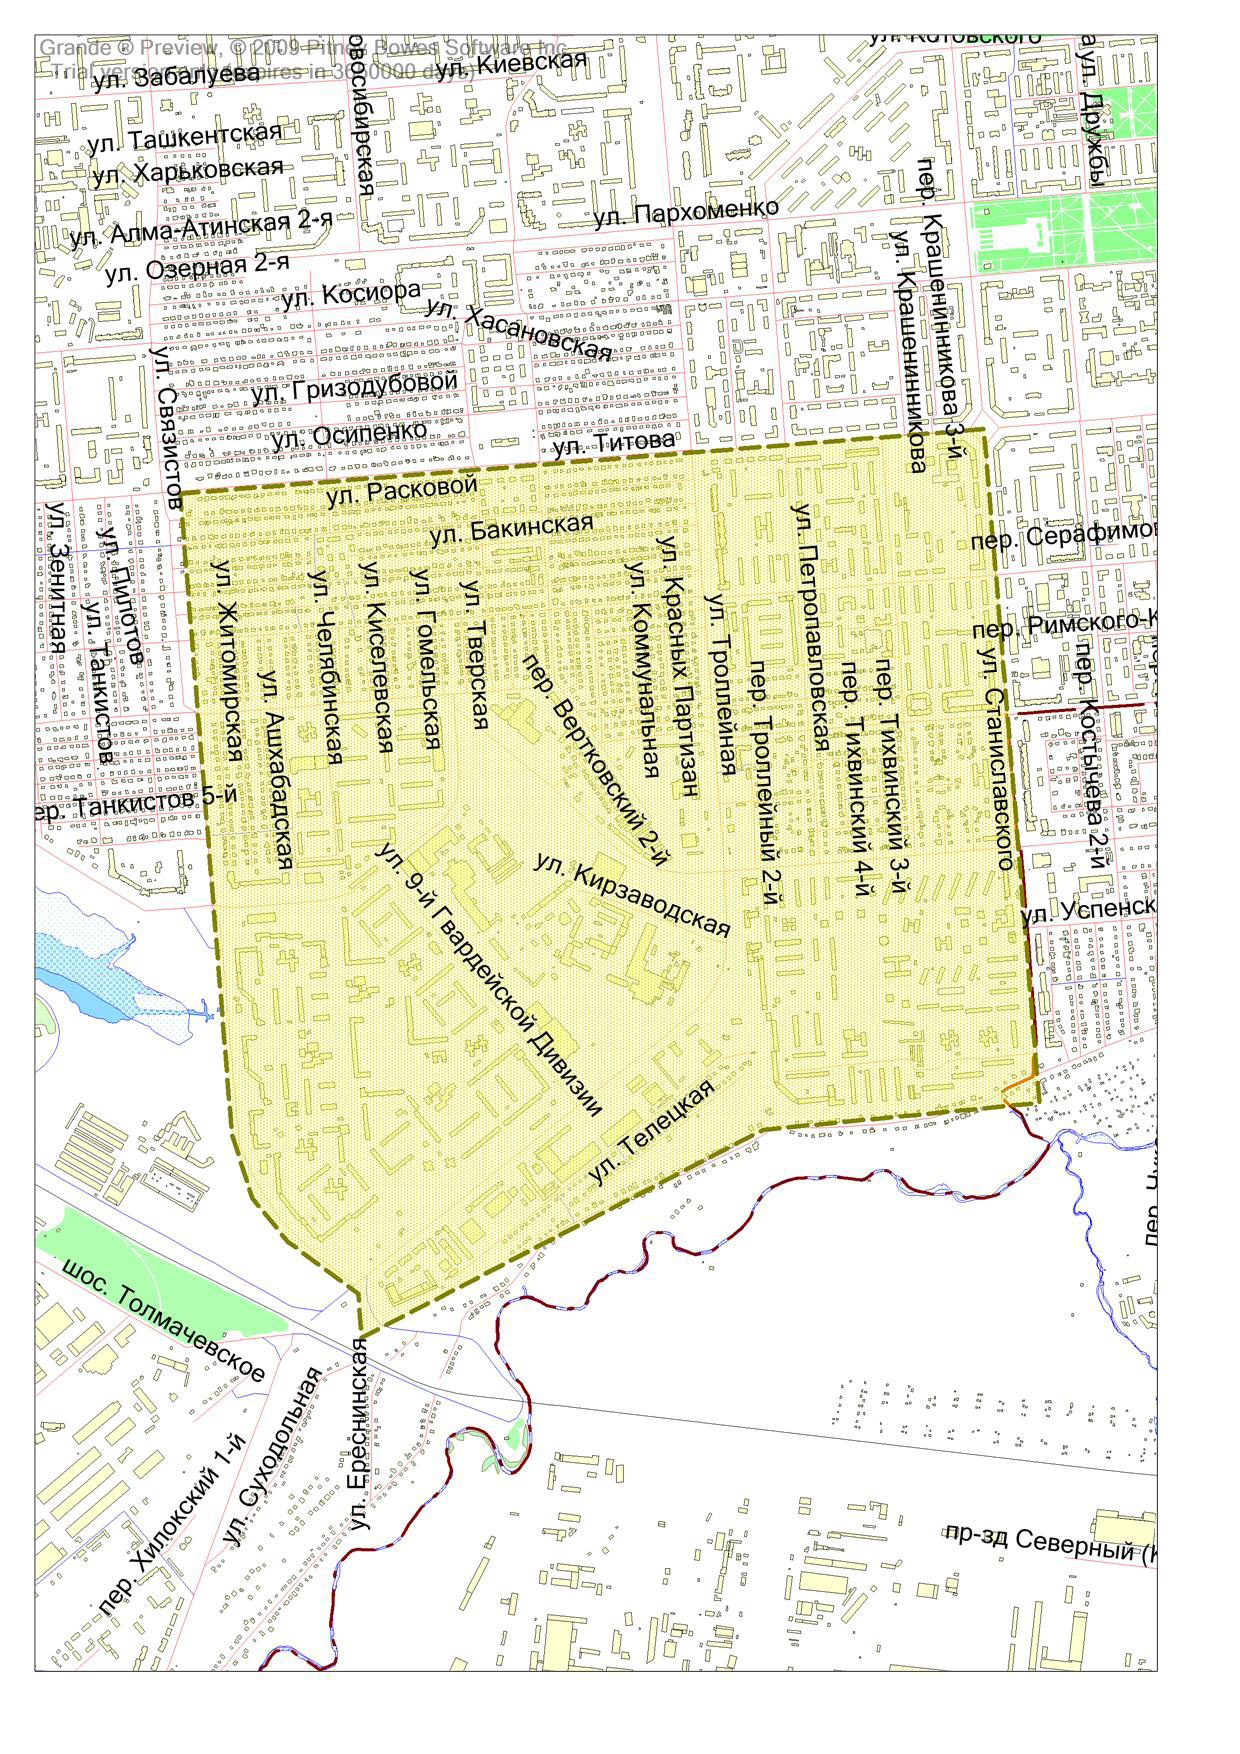 Grande ® Preview, © 2009 Pitney Bowes Software Inc
ул. Забалуева
ул. Киевская
ул. Ташкентская
ул. Харьковская
овосибирская
ул. Дружбы
ул. Алма-Атинская 2-я
ул. Пархоменко
пер. Крашенинникова 3-й
ул. Крашенинникова
ул. Озерная 2-я
ул. Косиора
ул. Хасановская
ул. Связистов
ул. Гризодубовой
ул. Осипенко
ул. Титова
ул. Расковой
ул. Бакинская
ул. Зенитная
ул. Пилотов
ул. Танкистов
пер. Серафимо
ул. Житомирская
ул. Ашхабадская
ул. Челябинская
ул. Киселевская
ул. Гомельская
ул. Тверская
пер. Вертковский 2-й
ул. Коммунальная
ул. Красных Партизан
ул. Троллейная
пер. Троллейный 2-й
ул. Петропавловская
пер. Тихвинский 4-й
пер. Тихвинский 3-й
ул. Станиславского
пер. Римского-К
пер. Костычева 2-й
ер. Танкистов 5-й
ул. 9-й Гвардейской Дивизии
ул. Кирзаводская
ул. Успенск
ул. Телецкая
шос. Толмачевское
ул. Ереснинская
ул. Суходольная
пер. Хилокский 1-й
пр-зд Северный (К